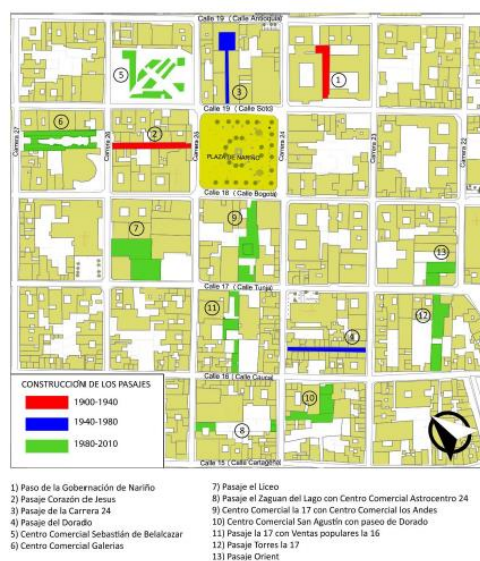 Calle 19 (Calle Antioquia)
5
3
1
Calle 19 (Calle Soto)
6
2
Carrera 27
Carrera 26
Carrera 25
PLAZA DE NARIÑO
Carrera 24
Carrera 23
Carrera 22
Calle 18 (Calle Bogota)
9
7
13
Calle 17 (Calle Tunja)
11
12
4
Calle 16 (Calle Cauca)
CONSTRUCCIÓN DE LOS PASAJES
1900-1940
1940-1980
1980-2010
10
8
Calle 15 (Calle Cartagena)
1) Paso de la Gobernación de Nariño
2) Pasaje Corazón de Jesus
3) Pasaje de la Carrera 24
4) Pasaje del Doradlo
5) Centro Comercial Sebastián de Belalcazar
6) Centro Comercial Galerias
7) Pasaje el Liceo
8) Pasaje el Zaguan del Lago con Centro Comercial Astrocentro 24
9) Centro Comercial la 17 con Centro Comercial los Andes
10) Centro Comercial San Agustin con paseo de Dorado
11) Pasaje la 17 con Ventas populares la 16
12) Pasaje Torres la 17
13) Pasaje Orient